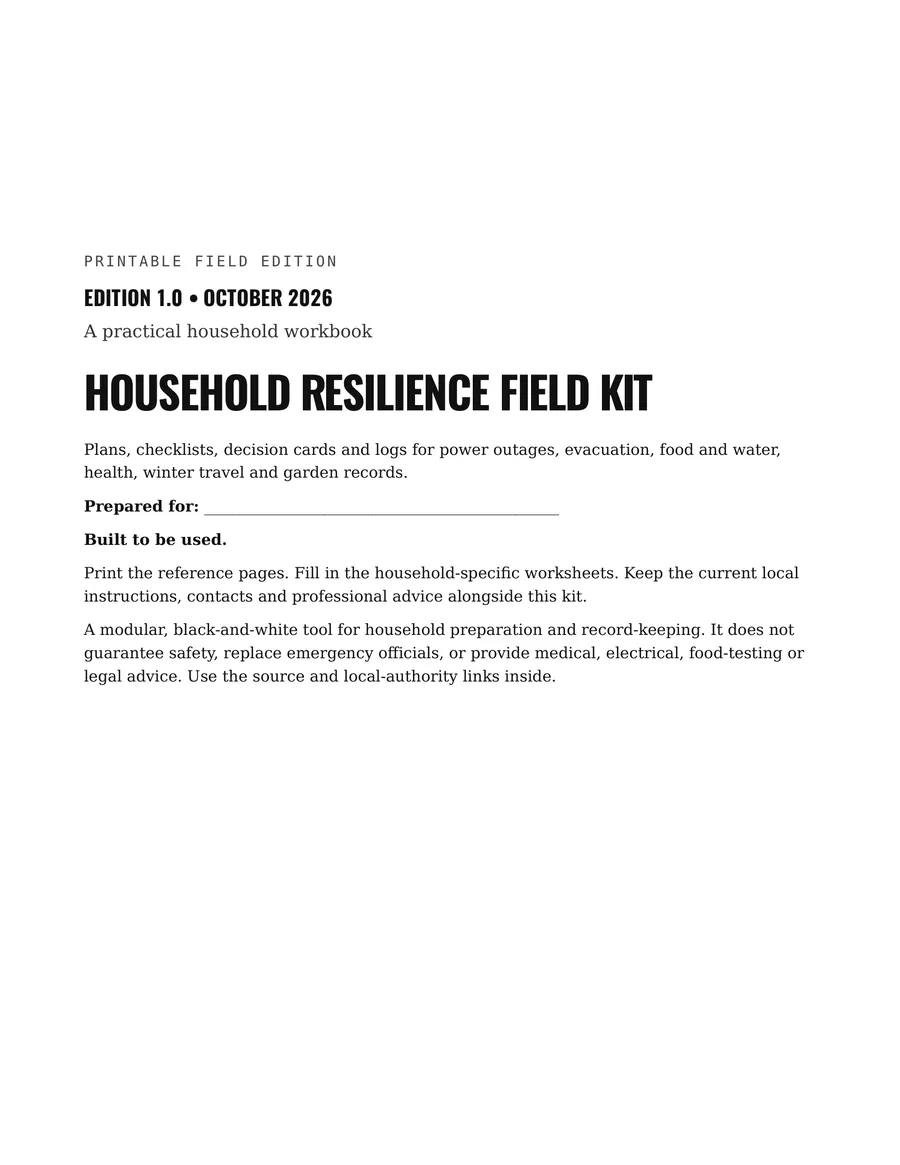 PRINTABLE FIELD EDITION
EDITION 1.0 • OCTOBER 2026
A practical household workbook
HOUSEHOLD RESILIENCE FIELD KIT
Plans, checklists, decision cards and logs for power outages, evacuation, food and water,
health, winter travel and garden records.
Prepared for: ______________________________________________
Built to be used.
Print the reference pages. Fill in the household-specific worksheets. Keep the current local
instructions, contacts and professional advice alongside this kit.
A modular, black-and-white tool for household preparation and record-keeping. It does not
guarantee safety, replace emergency officials, or provide medical, electrical, food-testing or
legal advice. Use the source and local-authority links inside.